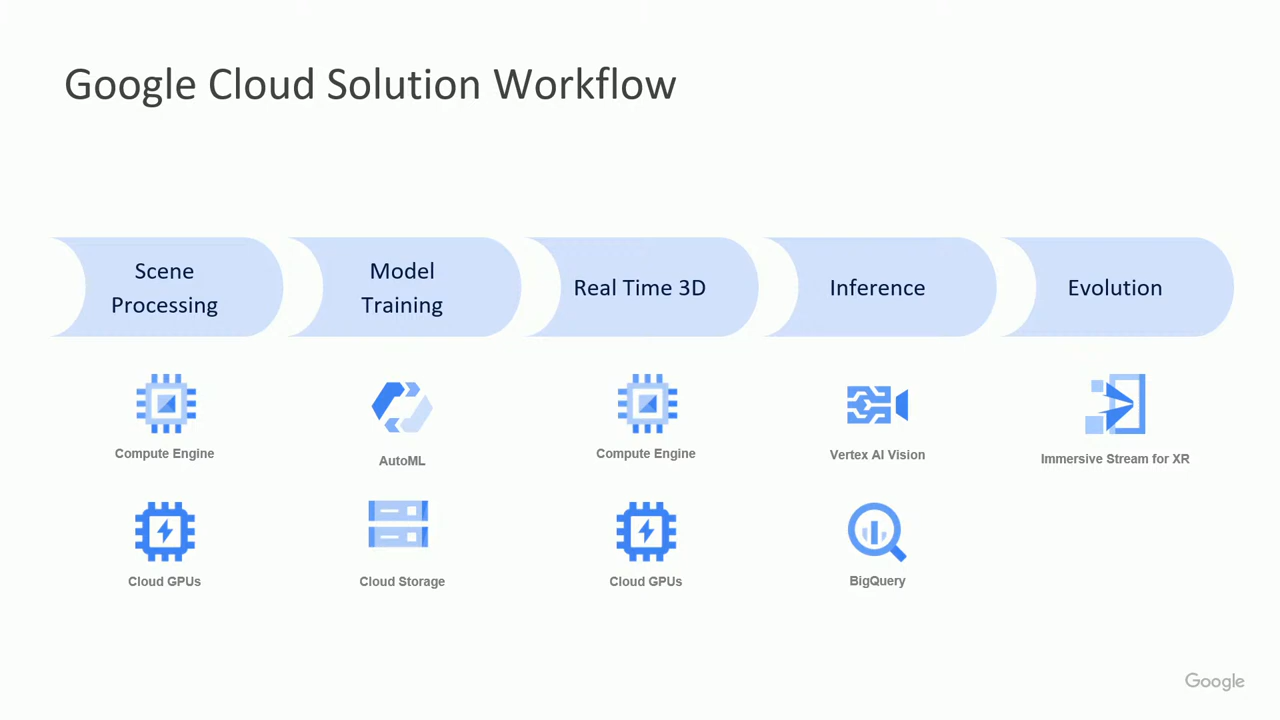 Google Cloud Solution Workflow
Scene
Processing
Model
Training
Real Time 3D
Inference
Evolution
Compute Engine
AutoML
Compute Engine
Vertex AI Vision
Immersive Stream for XR
Cloud GPUs
Cloud Storage
Cloud GPUs
BigQuery
Google